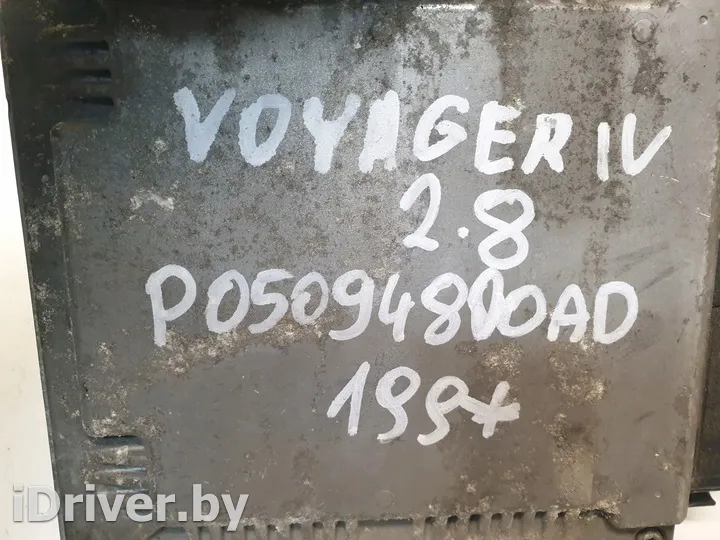 VOYAGER IV
2.8
P05094800AD
199+
iDriver.by